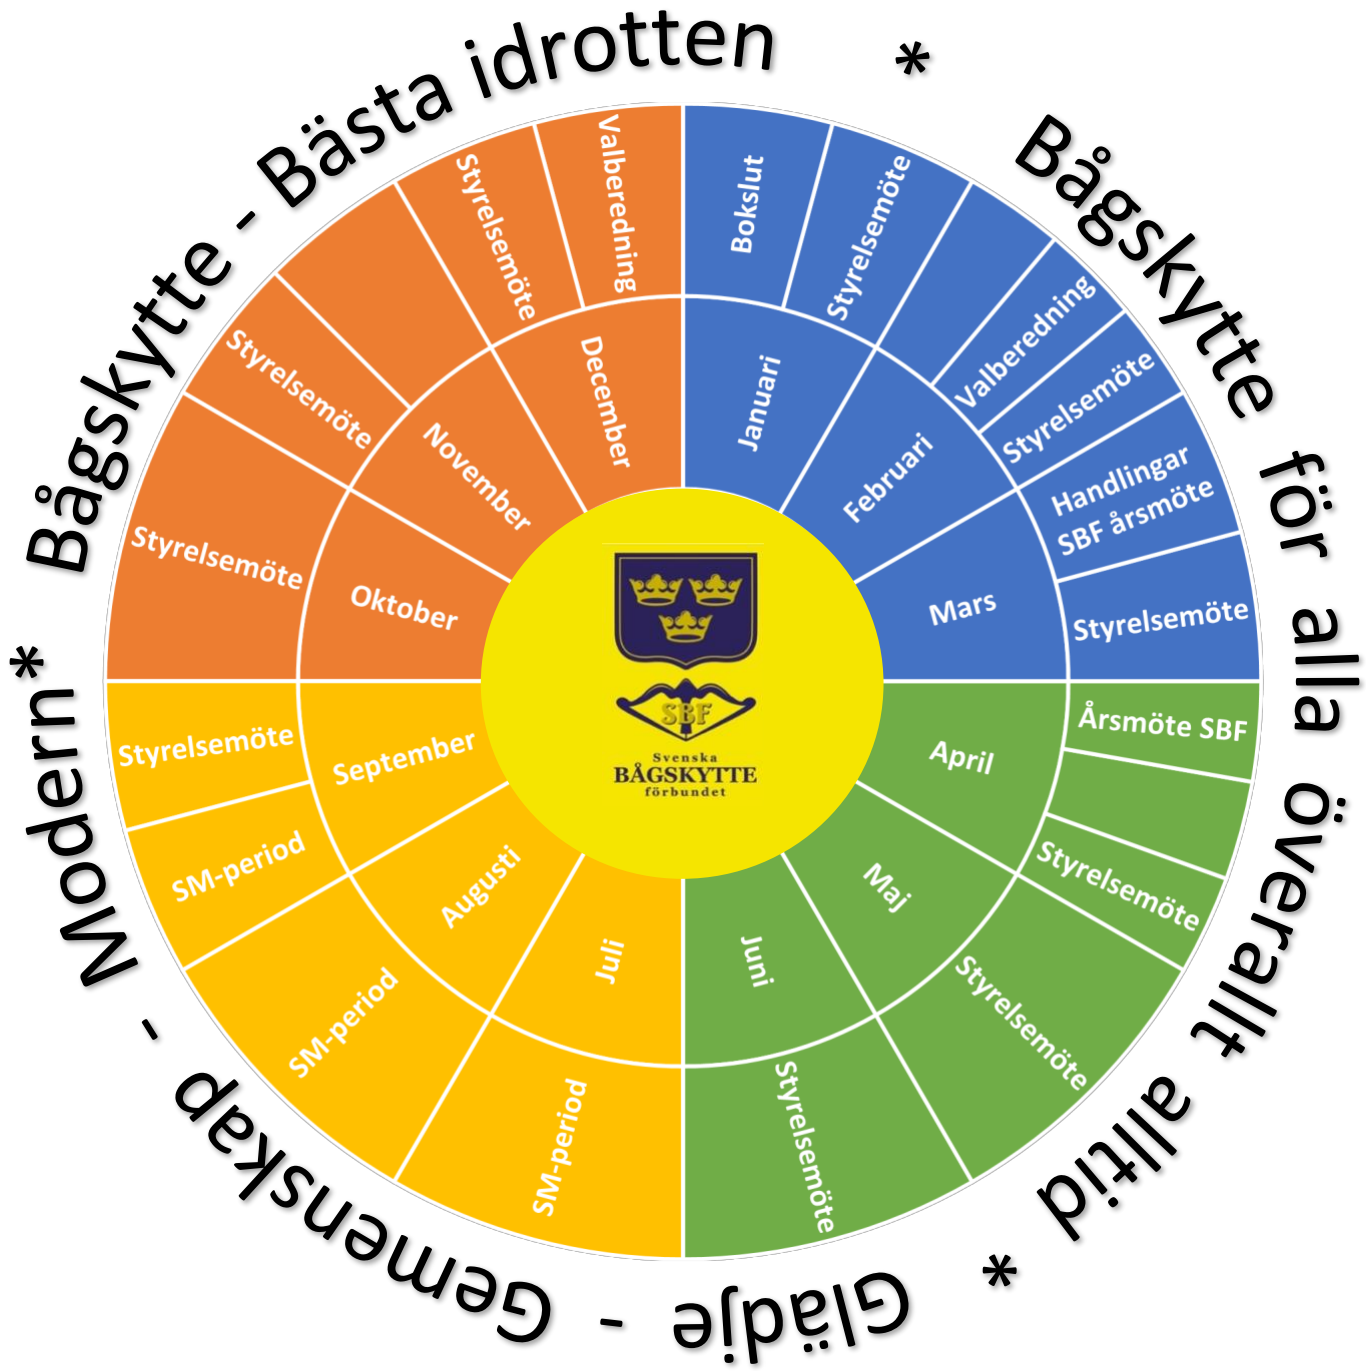 Bågskytte - Bästa idrotten
*
Bågskytte för alla överallt alltid
*
Glädje - Gemenskap - Modern*
Januari
Bokslut
Styrelsemöte
Februari
Valberedning
Styrelsemöte
Mars
Handlingar
SBF årsmöte
Styrelsemöte
April
Årsmöte SBF
Styrelsemöte
Maj
Styrelsemöte
Juni
Styrelsemöte
Juli
SM-period
Augusti
SM-period
September
SM-period
Styrelsemöte
Oktober
Styrelsemöte
November
Styrelsemöte
December
Styrelsemöte
Valberedning
SBF
Svenska
BÅGSKYTTE
förbundet